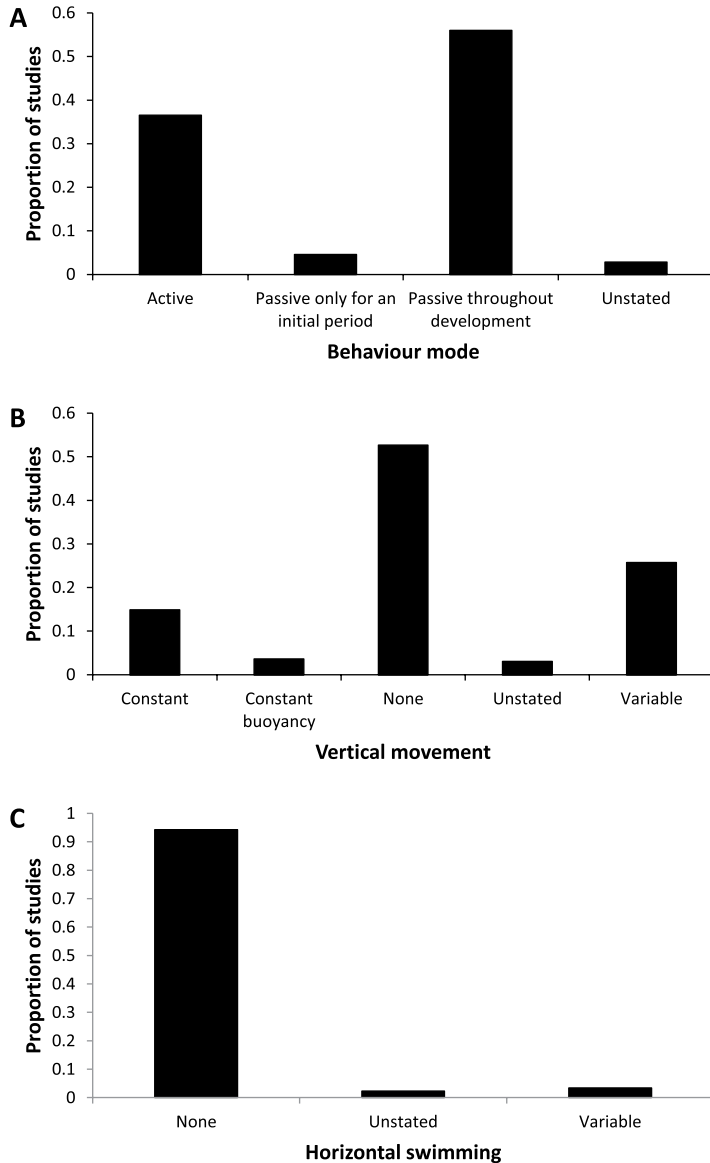 A
Proportion of studies
0.6
0.5
0.4
0.3
0.2
0.1
0
Active
Passive only for an
initial period
Passive throughout
development
Unstated
Behaviour mode
B
Proportion of studies
0.6
0.5
0.4
0.3
0.2
0.1
0
Constant
Constant
buoyancy
None
Unstated
Variable
Vertical movement
C
Proportion of studies
1
0.9
0.8
0.7
0.6
0.5
0.4
0.3
0.2
0.1
0
None
Unstated
Variable
Horizontal swimming